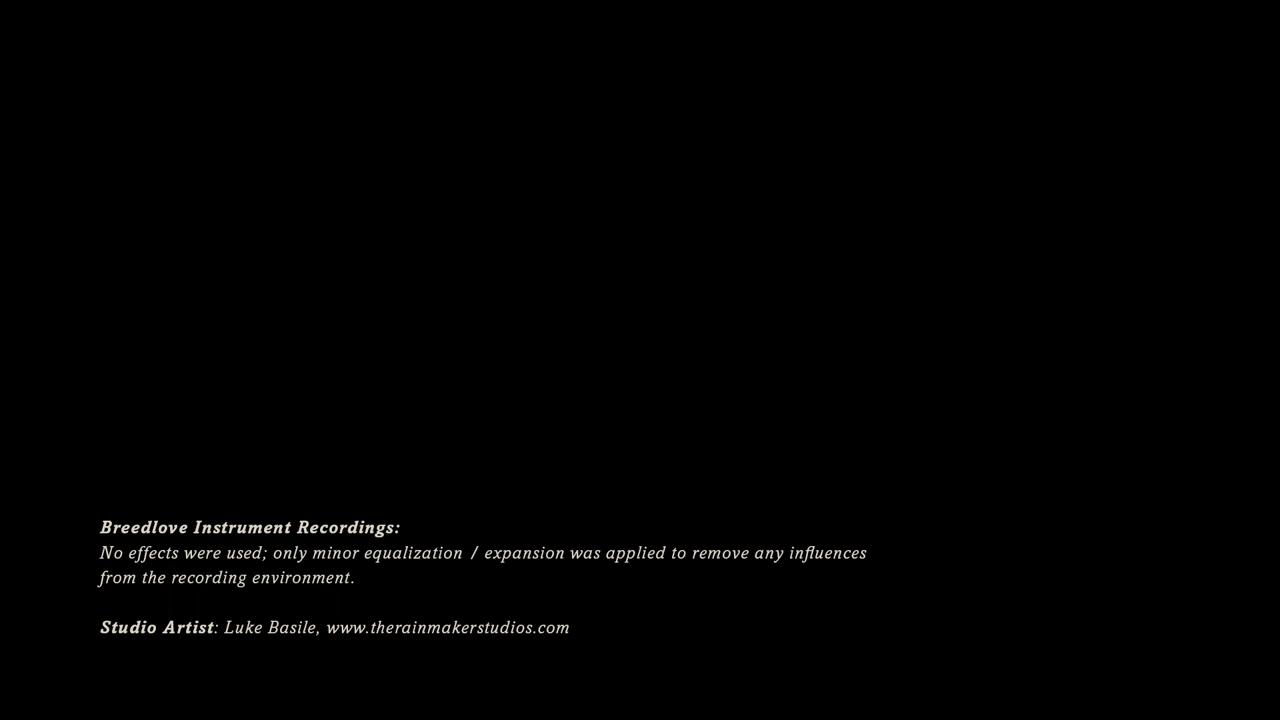 Breedlove Instrument Recordings:
No effects were used; only minor equalization / expansion was applied to remove any influences
from the recording environment.
Studio Artist: Luke Basile, www.therainmakerstudios.com